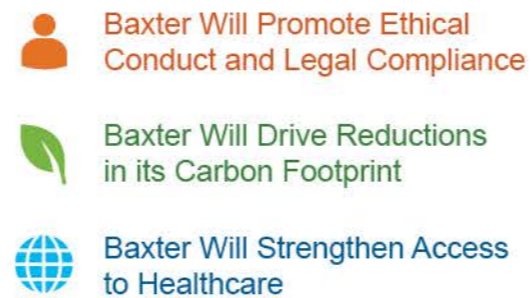 Baxter Will Promote Ethical
Conduct and Legal Compliance
Baxter Will Drive Reductions
in its Carbon Footprint
Baxter Will Strengthen Access
to Healthcare